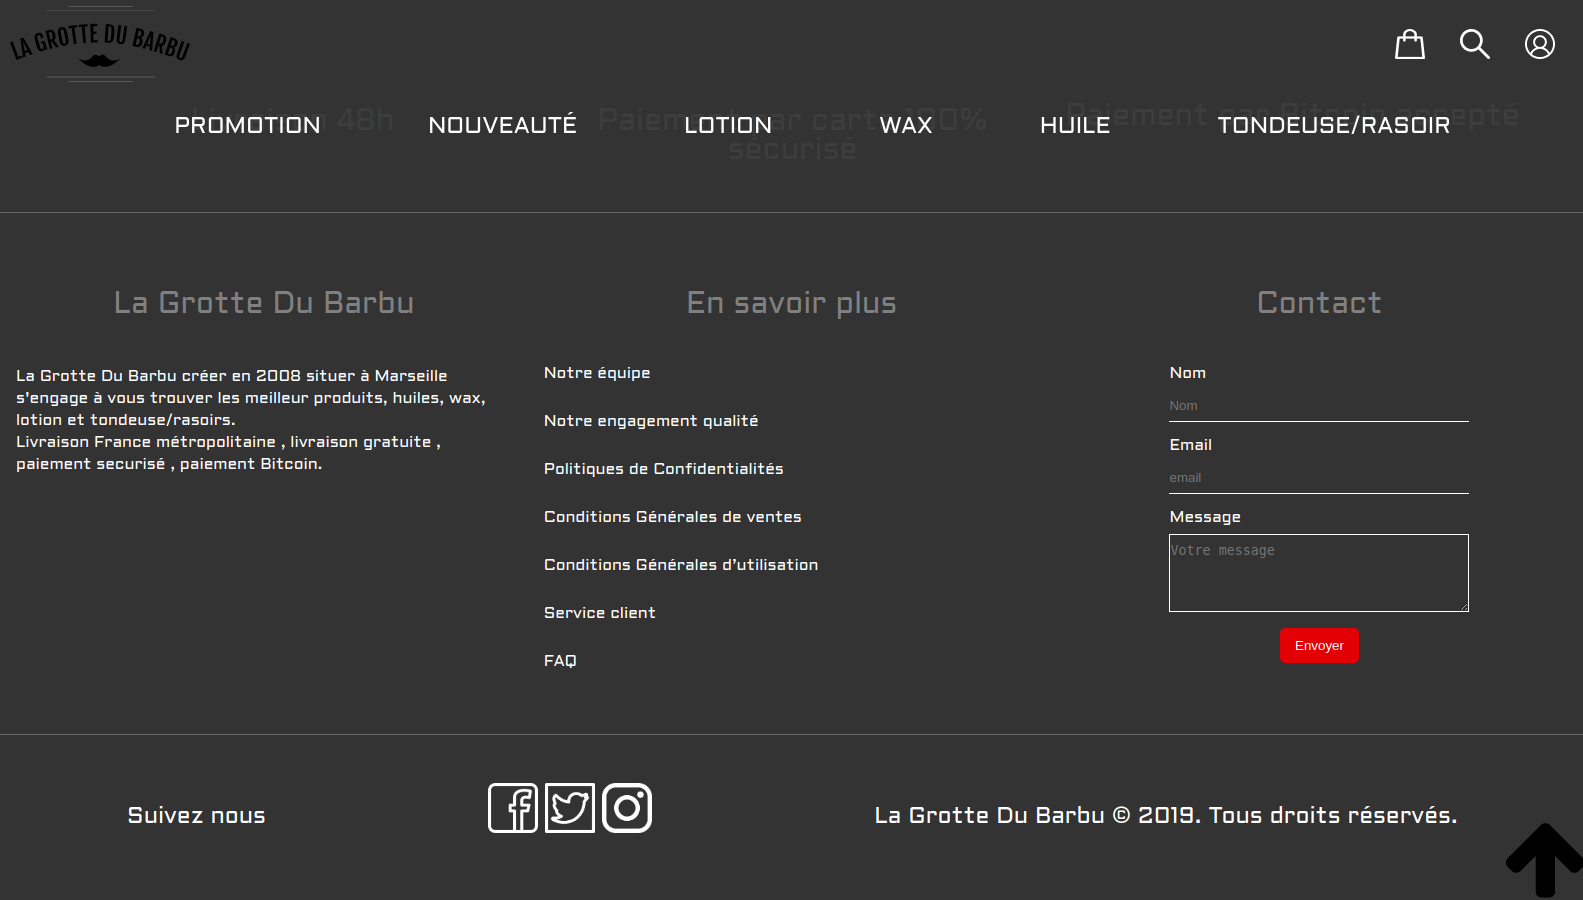 LA GROTTE DU BARBU
Livraison 48h
Paiement par carte 100%
securisé
Paiement par Bitcoin accepté
PROMOTION
NOUVEAUTÉ
LOTION
WAX
HUILE
TONDEUSE/RASOIR
La Grotte Du Barbu
La Grotte Du Barbu créer en 2008 situer à Marseille
s'engage à vous trouver les meilleur produits, huiles, wax,
lotion et tondeuse/rasoirs.
Livraison France métropolitaine , livraison gratuite ,
paiement securisé , paiement Bitcoin.
En savoir plus
Notre équipe
Notre engagement qualité
Politiques de Confidentialités
Conditions Générales de ventes
Conditions Générales d’utilisation
Service client
FAQ
Contact
Nom
Nom
Email
email
Message
Votre message
Envoyer
Suivez nous
La Grotte Du Barbu © 2019. Tous droits réservés.